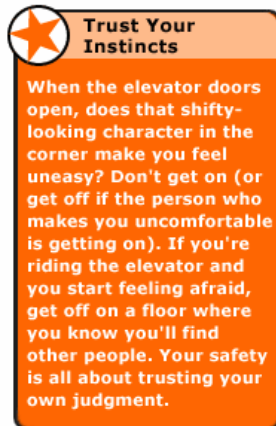 Trust Your
Instincts
When the elevator doors
open, does that shifty-
looking character in the
corner make you feel
uneasy? Don't get on (or
get off if the person who
makes you uncomfortable
is getting on). If you're
riding the elevator and
you start feeling afraid,
get off on a floor where
you know you'll find
other people. Your safety
is all about trusting your
own judgment.